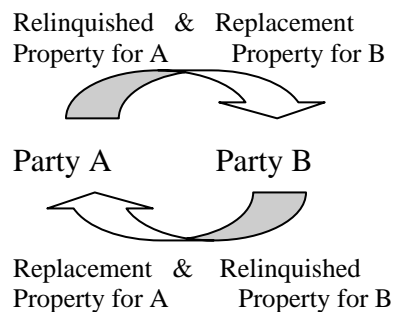 Relinquished & Replacement
Property for A Property for B
Party A Party B
Replacement & Relinquished
Property for A Property for B